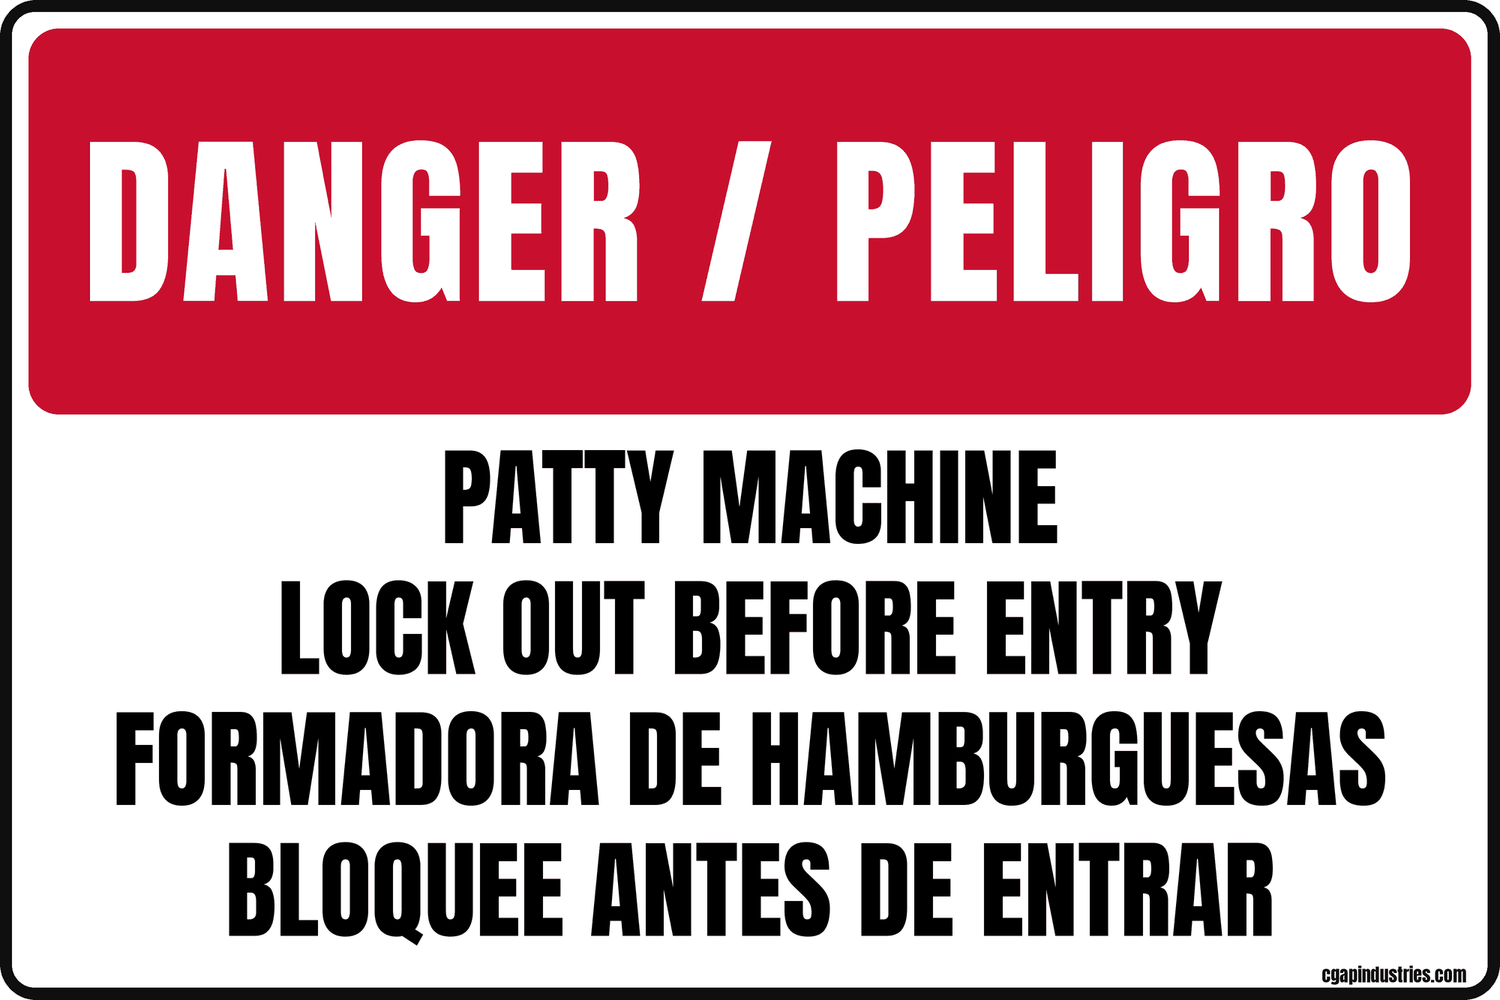 DANGER / PELIGRO
PATTY MACHINE
LOCK OUT BEFORE ENTRY
FORMADORA DE HAMBURGUESAS
BLOQUEE ANTES DE ENTRAR
cgapindustries.com